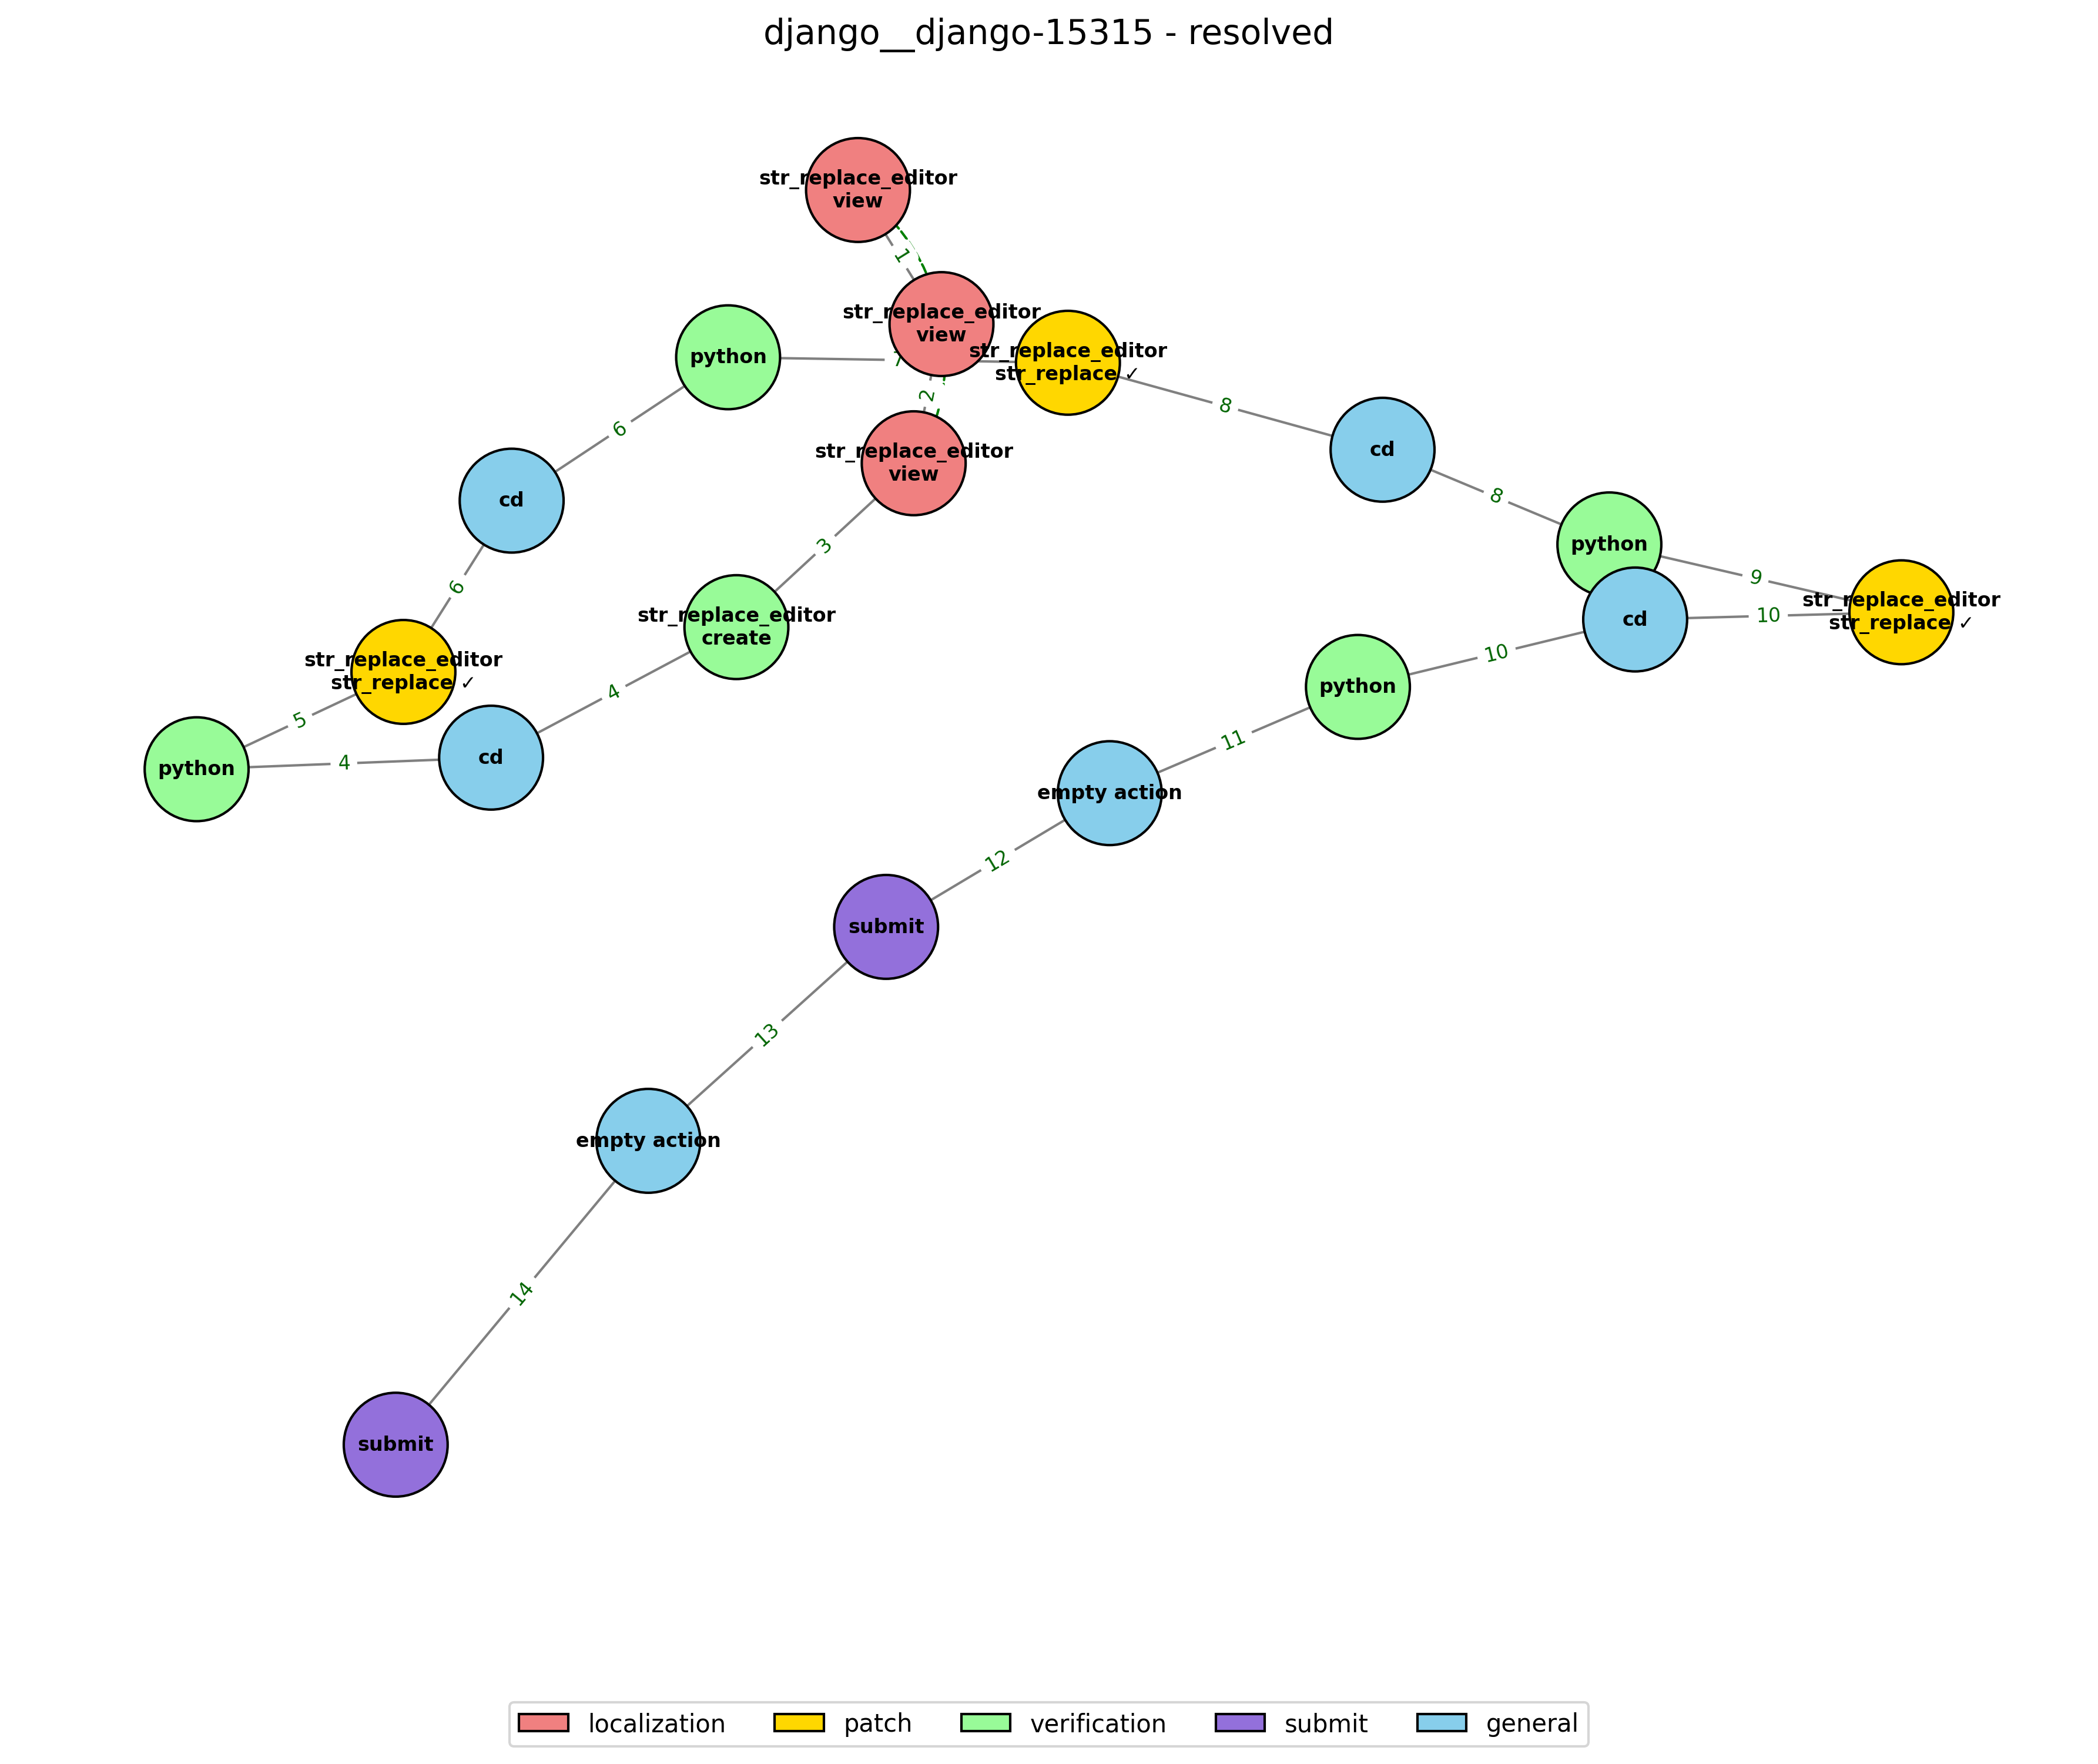 django__django-15315 - resolved
str_replace_editor
view
1
str_replace_editor
view
python
7
str_replace_editor
str_replace ✓
2
8
6
cd
str_replace_editor
view
cd
8
python
3
9
6
str_replace_editor
create
cd
10
str_replace_editor
str_replace ✓
str_replace_editor
str_replace ✓
10
python
4
5
11
python
4
cd
empty action
12
submit
13
empty action
14
submit
localization
patch
verification
submit
general